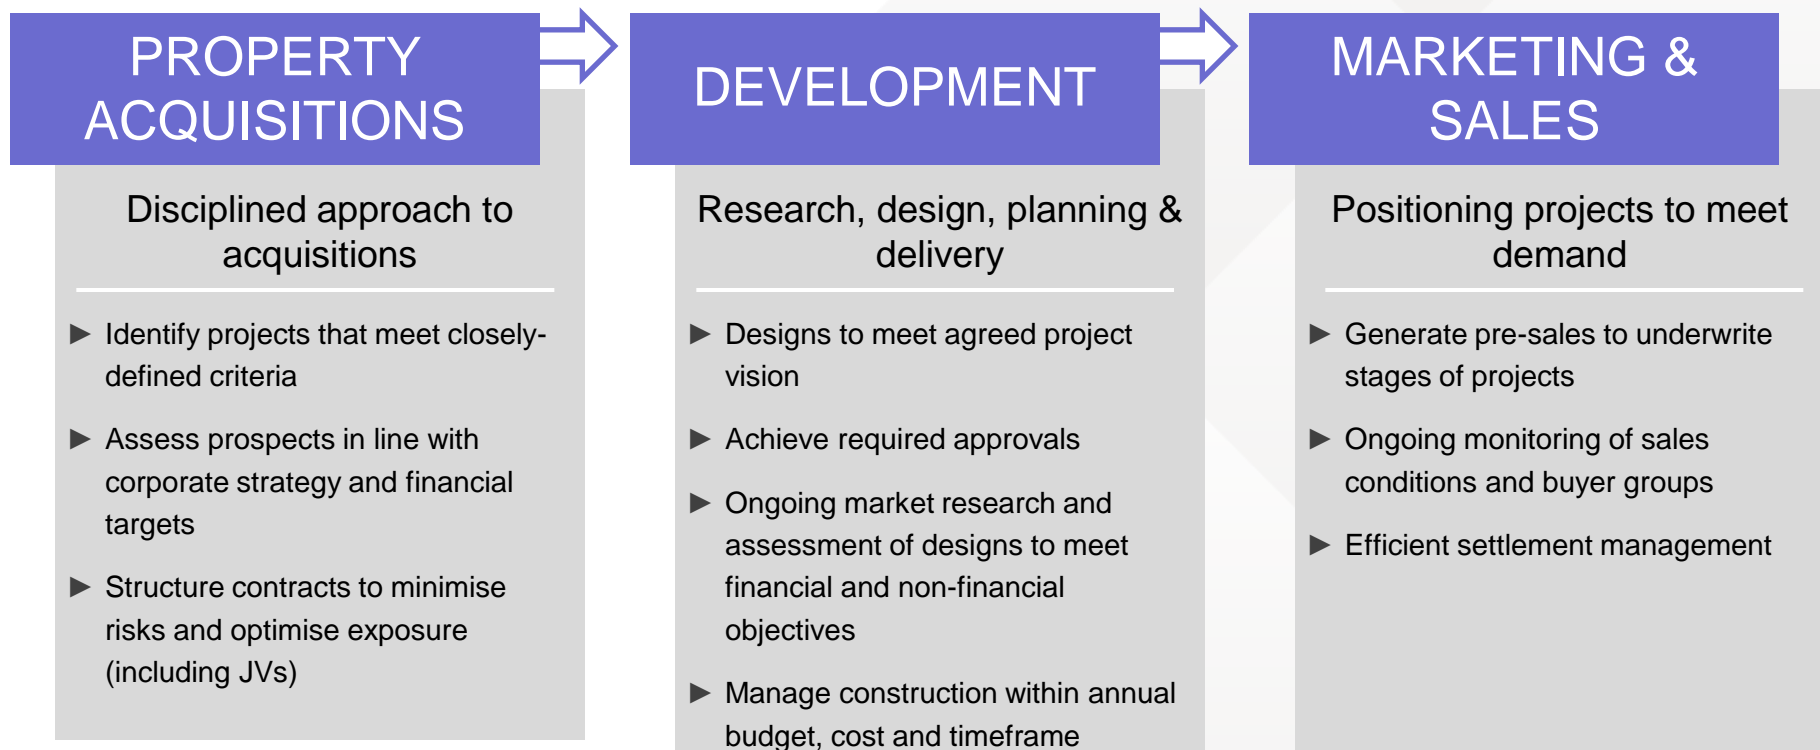 PROPERTY
ACQUISITIONS
Disciplined approach to
acquisitions
► Identify projects that meet closely-
defined criteria
► Assess prospects in line with
corporate strategy and financial
targets
► Structure contracts to minimise
risks and optimise exposure
(including JVs)
DEVELOPMENT
Research, design, planning &
delivery
► Designs to meet agreed project
vision
► Achieve required approvals
► Ongoing market research and
assessment of designs to meet
financial and non-financial
objectives
► Manage construction within annual
budget, cost and timeframe
MARKETING &
SALES
Positioning projects to meet
demand
► Generate pre-sales to underwrite
stages of projects
► Ongoing monitoring of sales
conditions and buyer groups
► Efficient settlement management